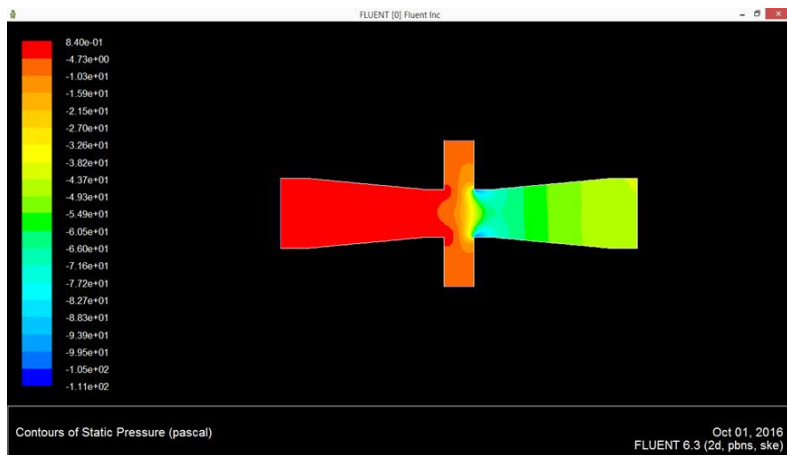 FLUENT [0] Fluent Inc
8.40e-01
-4.73e+00
-1.03e+01
-1.59e+01
-2.15e+01
-2.70e+01
-3.26e+01
-3.82e+01
-4.37e+01
-4.93e+01
-5.49e+01
-6.05e+01
-6.60e+01
-7.16e+01
-7.72e+01
-8.27e+01
-8.83e+01
-9.39e+01
-9.95e+01
-1.05e+02
-1.11e+02
Contours of Static Pressure (pascal)
Oct 01, 2016
FLUENT 6.3 (2d, pbns, ske)